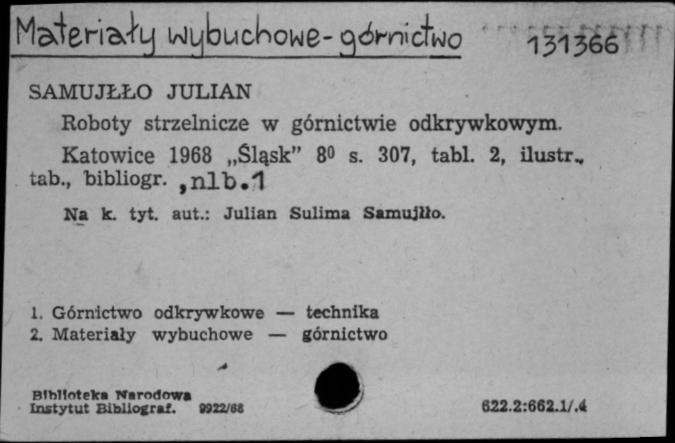 Materiały wybuchowe - górnictwo
131366
SAMUJŁŁO JULIAN
Roboty strzelnicze w górnictwie odkrywkowym.
Katowice 1968 „Śląsk” 8⁰ s. 307, tabl. 2, ilustr.,
tab., bibliogr. , nlb. 1
Na k. tyt. aut.: Julian Sulima Samujłło.
1. Górnictwo odkrywkowe — technika
2. Materiały wybuchowe — górnictwo
Biblioteka Narodowa
Instytut Bibliograf. 9922/68
622.2:662.1/.4